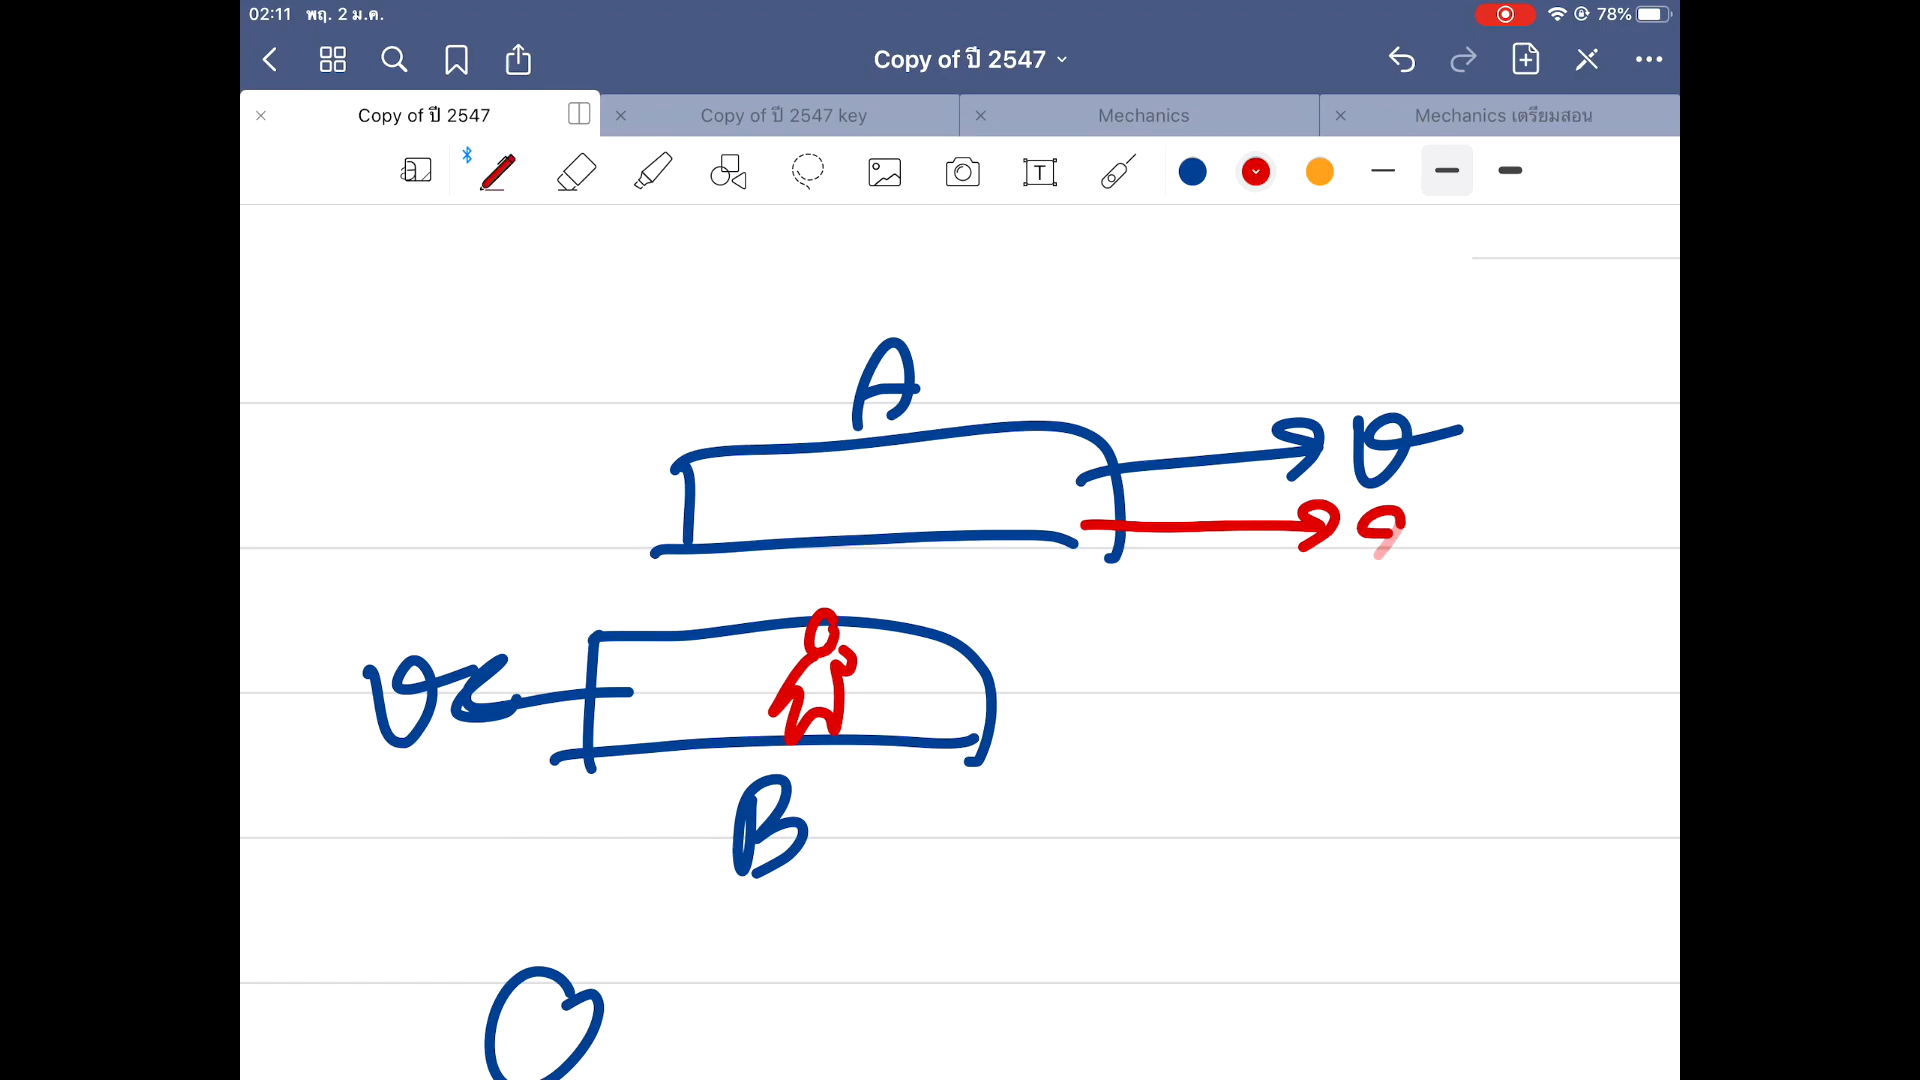 02:11 พฤ. 2 ม.ค. 78%
Copy of ปี 2547
Copy of ปี 2547
Copy of ปี 2547 key
Mechanics
Mechanics เตรียมสอน
T
A
v
v
B